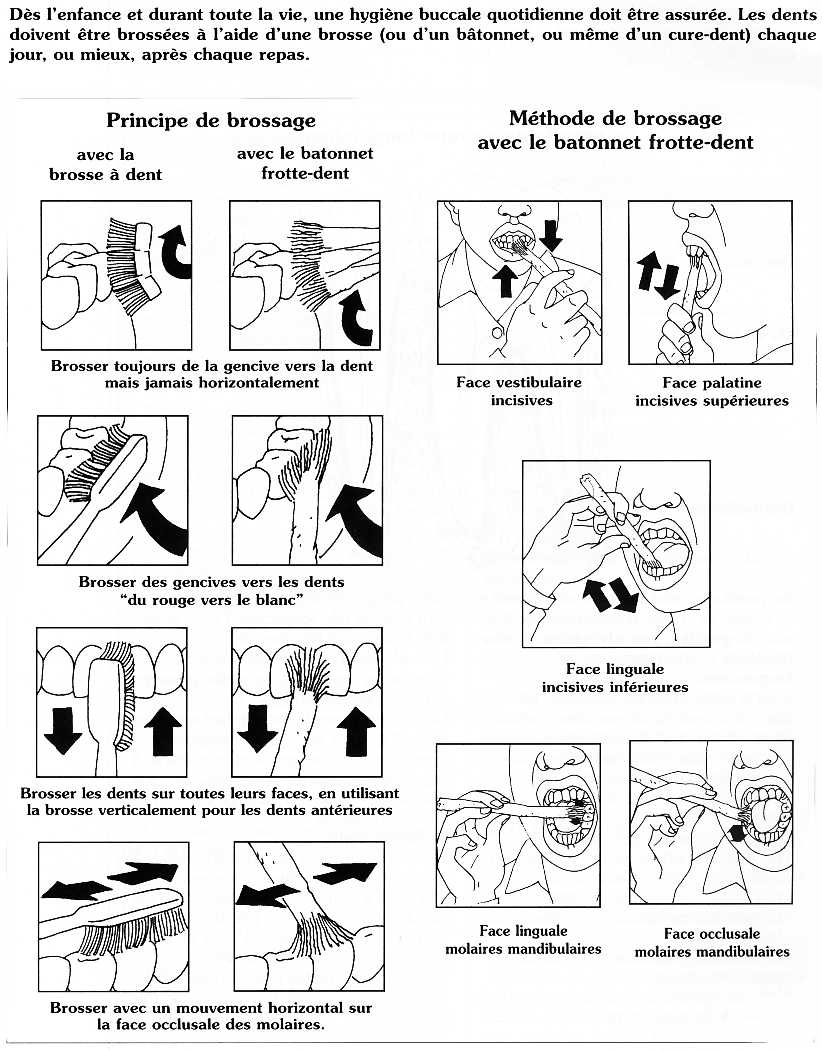 Dès l'enfance et durant toute la vie, une hygiène buccale quotidienne doit être assurée. Les dents
doivent être brossées à l'aide d'une brosse (ou d'un bâtonnet, ou même d'un cure-dent) chaque
jour, ou mieux, après chaque repas.
Principe de brossage
avec la
brosse à dent
avec le batonnet
frotte-dent
Brosser toujours de la gencive vers la dent
mais jamais horizontalement
Brosser des gencives vers les dents
"du rouge vers le blanc"
Brosser les dents sur toutes leurs faces, en utilisant
la brosse verticalement pour les dents antérieures
Brosser avec un mouvement horizontal sur
la face occlusale des molaires.
Méthode de brossage
avec le batonnet frotte-dent
Face vestibulaire
incisives
Face palatine
incisives supérieures
Face linguale
incisives inférieures
Face linguale
molaires mandibulaires
Face occlusale
molaires mandibulaires